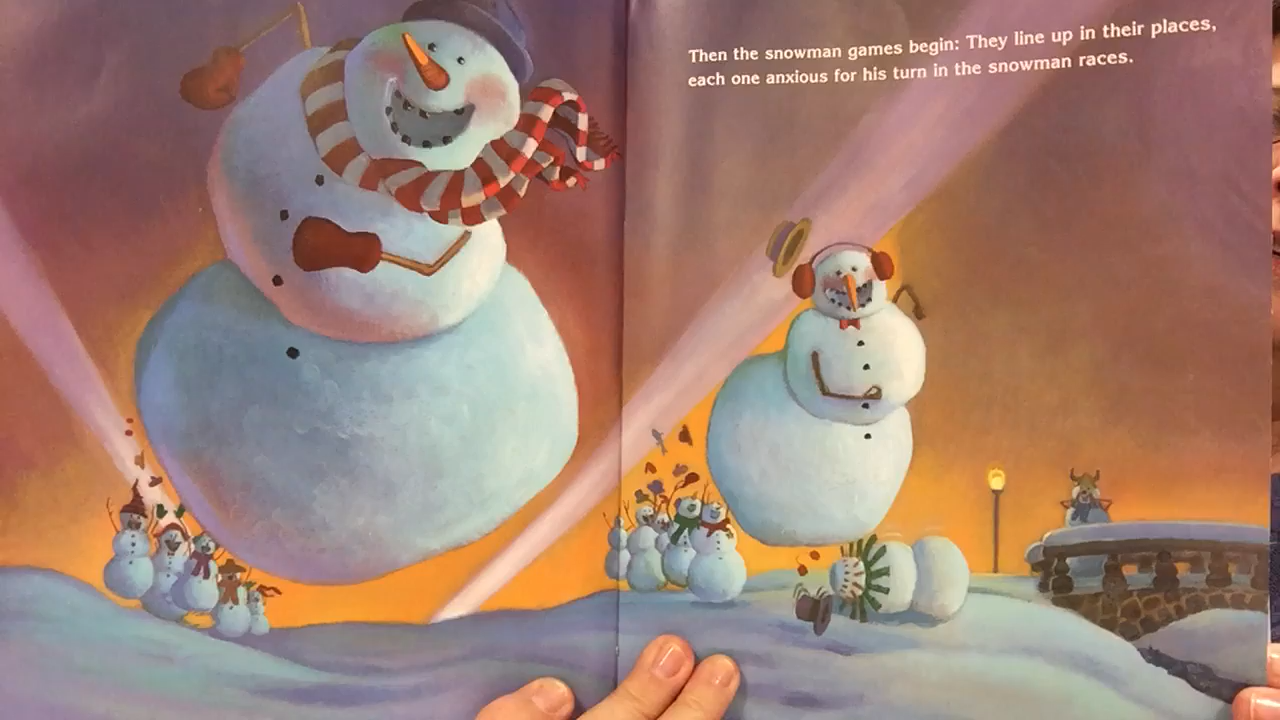 Then the snowman games begin: They line up in their places,
each one anxious for his turn in the snowman races.